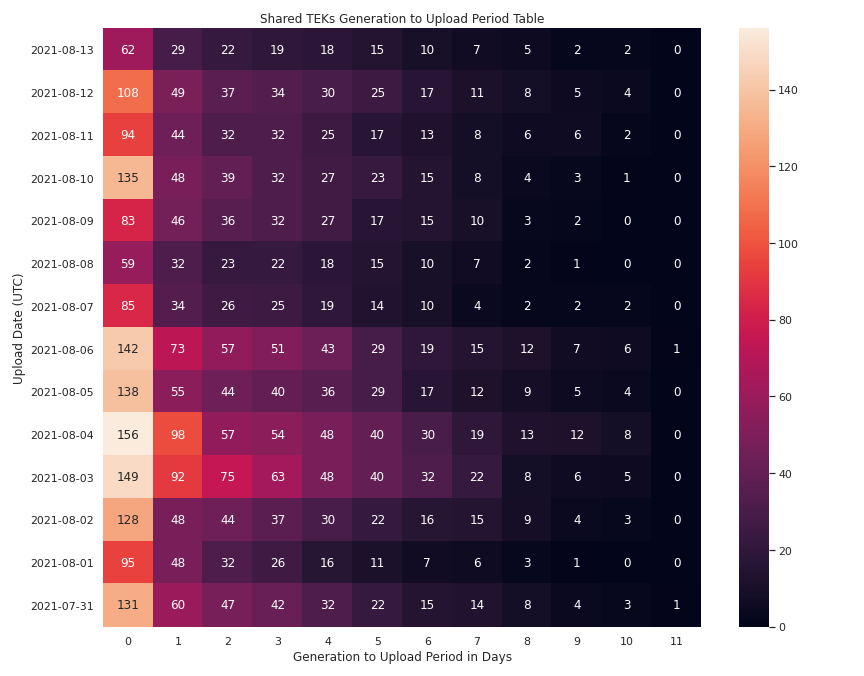 Shared TEKs Generation to Upload Period Table
2021-08-13 62 29 22 19 18 15 10 7 5 2 2 0
2021-08-12 108 49 37 34 30 25 17 11 8 5 4 0
2021-08-11 94 44 32 32 25 17 13 8 6 6 2 0
2021-08-10 135 48 39 32 27 23 15 8 4 3 1 0
2021-08-09 83 46 36 32 27 17 15 10 3 2 0 0
2021-08-08 59 32 23 22 18 15 10 7 2 1 0 0
2021-08-07 85 34 26 25 19 14 10 4 2 2 2 0
2021-08-06 142 73 57 51 43 29 19 15 12 7 6 1
2021-08-05 138 55 44 40 36 29 17 12 9 5 4 0
2021-08-04 156 98 57 54 48 40 30 19 13 12 8 0
2021-08-03 149 92 75 63 48 40 32 22 8 6 5 0
2021-08-02 128 48 44 37 30 22 16 15 9 4 3 0
2021-08-01 95 48 32 26 16 11 7 6 3 1 0 0
2021-07-31 131 60 47 42 32 22 15 14 8 4 3 1
0 1 2 3 4 5 6 7 8 9 10 11
Generation to Upload Period in Days
Upload Date (UTC)
140
120
100
80
60
40
20
0